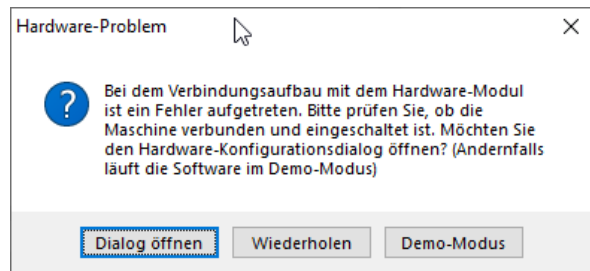 Hardware-Problem
Bei dem Verbindungsaufbau mit dem Hardware-Modul
ist ein Fehler aufgetreten. Bitte prüfen Sie, ob die
Maschine verbunden und eingeschaltet ist. Möchten Sie
den Hardware-Konfigurationsdialog öffnen? (Andernfalls
läuft die Software im Demo-Modus)
Dialog öffnen Wiederholen Demo-Modus